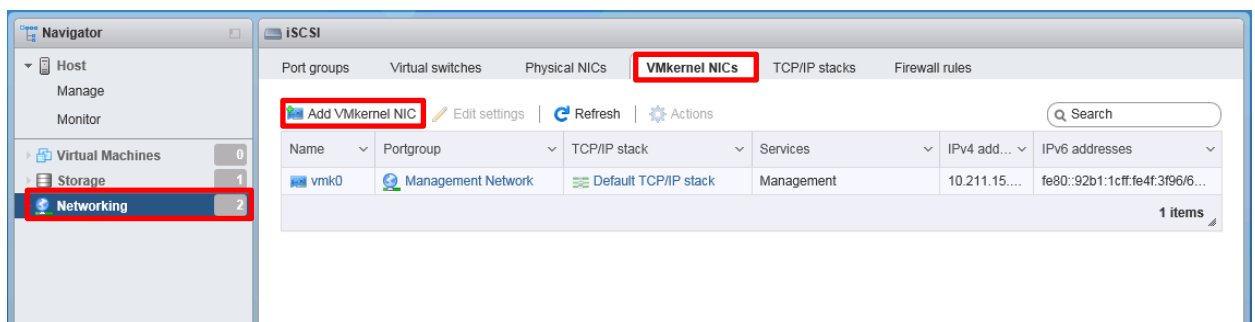 Navigator
iSCSI
Host
Manage
Monitor
Virtual Machines 0
Storage 1
Networking 2
Port groups Virtual switches Physical NICs VMkernel NICs TCP/IP stacks Firewall rules
Add VMkernel NIC Edit settings Refresh Actions Search
Name Portgroup TCP/IP stack Services IPv4 add... IPv6 addresses
vmk0 Management Network Default TCP/IP stack Management 10.211.15.... fe80::92b1:1cff:fe4f:3f96/6...
1 items